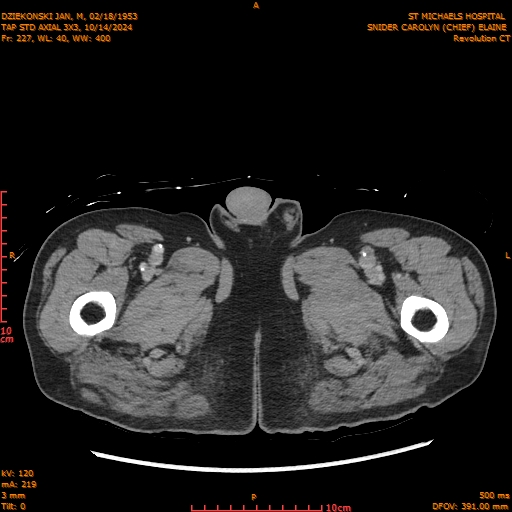 A
DZIEKONSKI JAN, M, 02/18/1953
TAP STD AXIAL 3X3, 10/14/2024
Fr: 227, WL: 40, WW: 400
ST MICHAELS HOSPITAL
SNIDER CAROLYN (CHIEF) ELAINE
Revolution CT
R
L
10
cm
kV: 120
mA: 219
3 mm
Tilt: 0
P
10cm
500 ms
DFOV: 391.00 mm